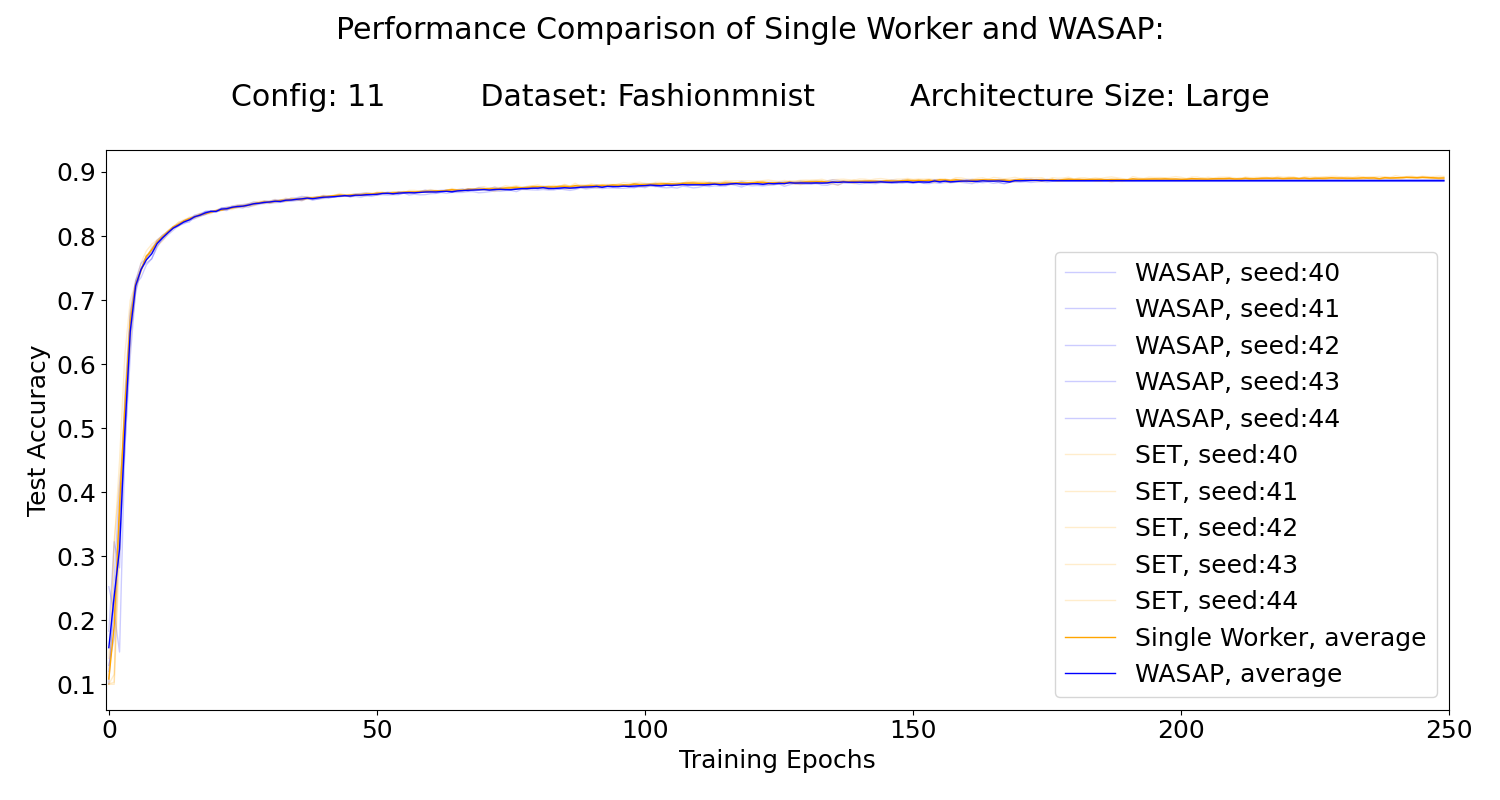 Performance Comparison of Single Worker and WASAP:
Config: 11 Dataset: Fashionmnist Architecture Size: Large
0.9
0.8
0.7
0.6
0.5
0.4
0.3
0.2
0.1
Test Accuracy
WASAP, seed:40
WASAP, seed:41
WASAP, seed:42
WASAP, seed:43
WASAP, seed:44
SET, seed:40
SET, seed:41
SET, seed:42
SET, seed:43
SET, seed:44
Single Worker, average
WASAP, average
0 50 100 150 200 250
Training Epochs